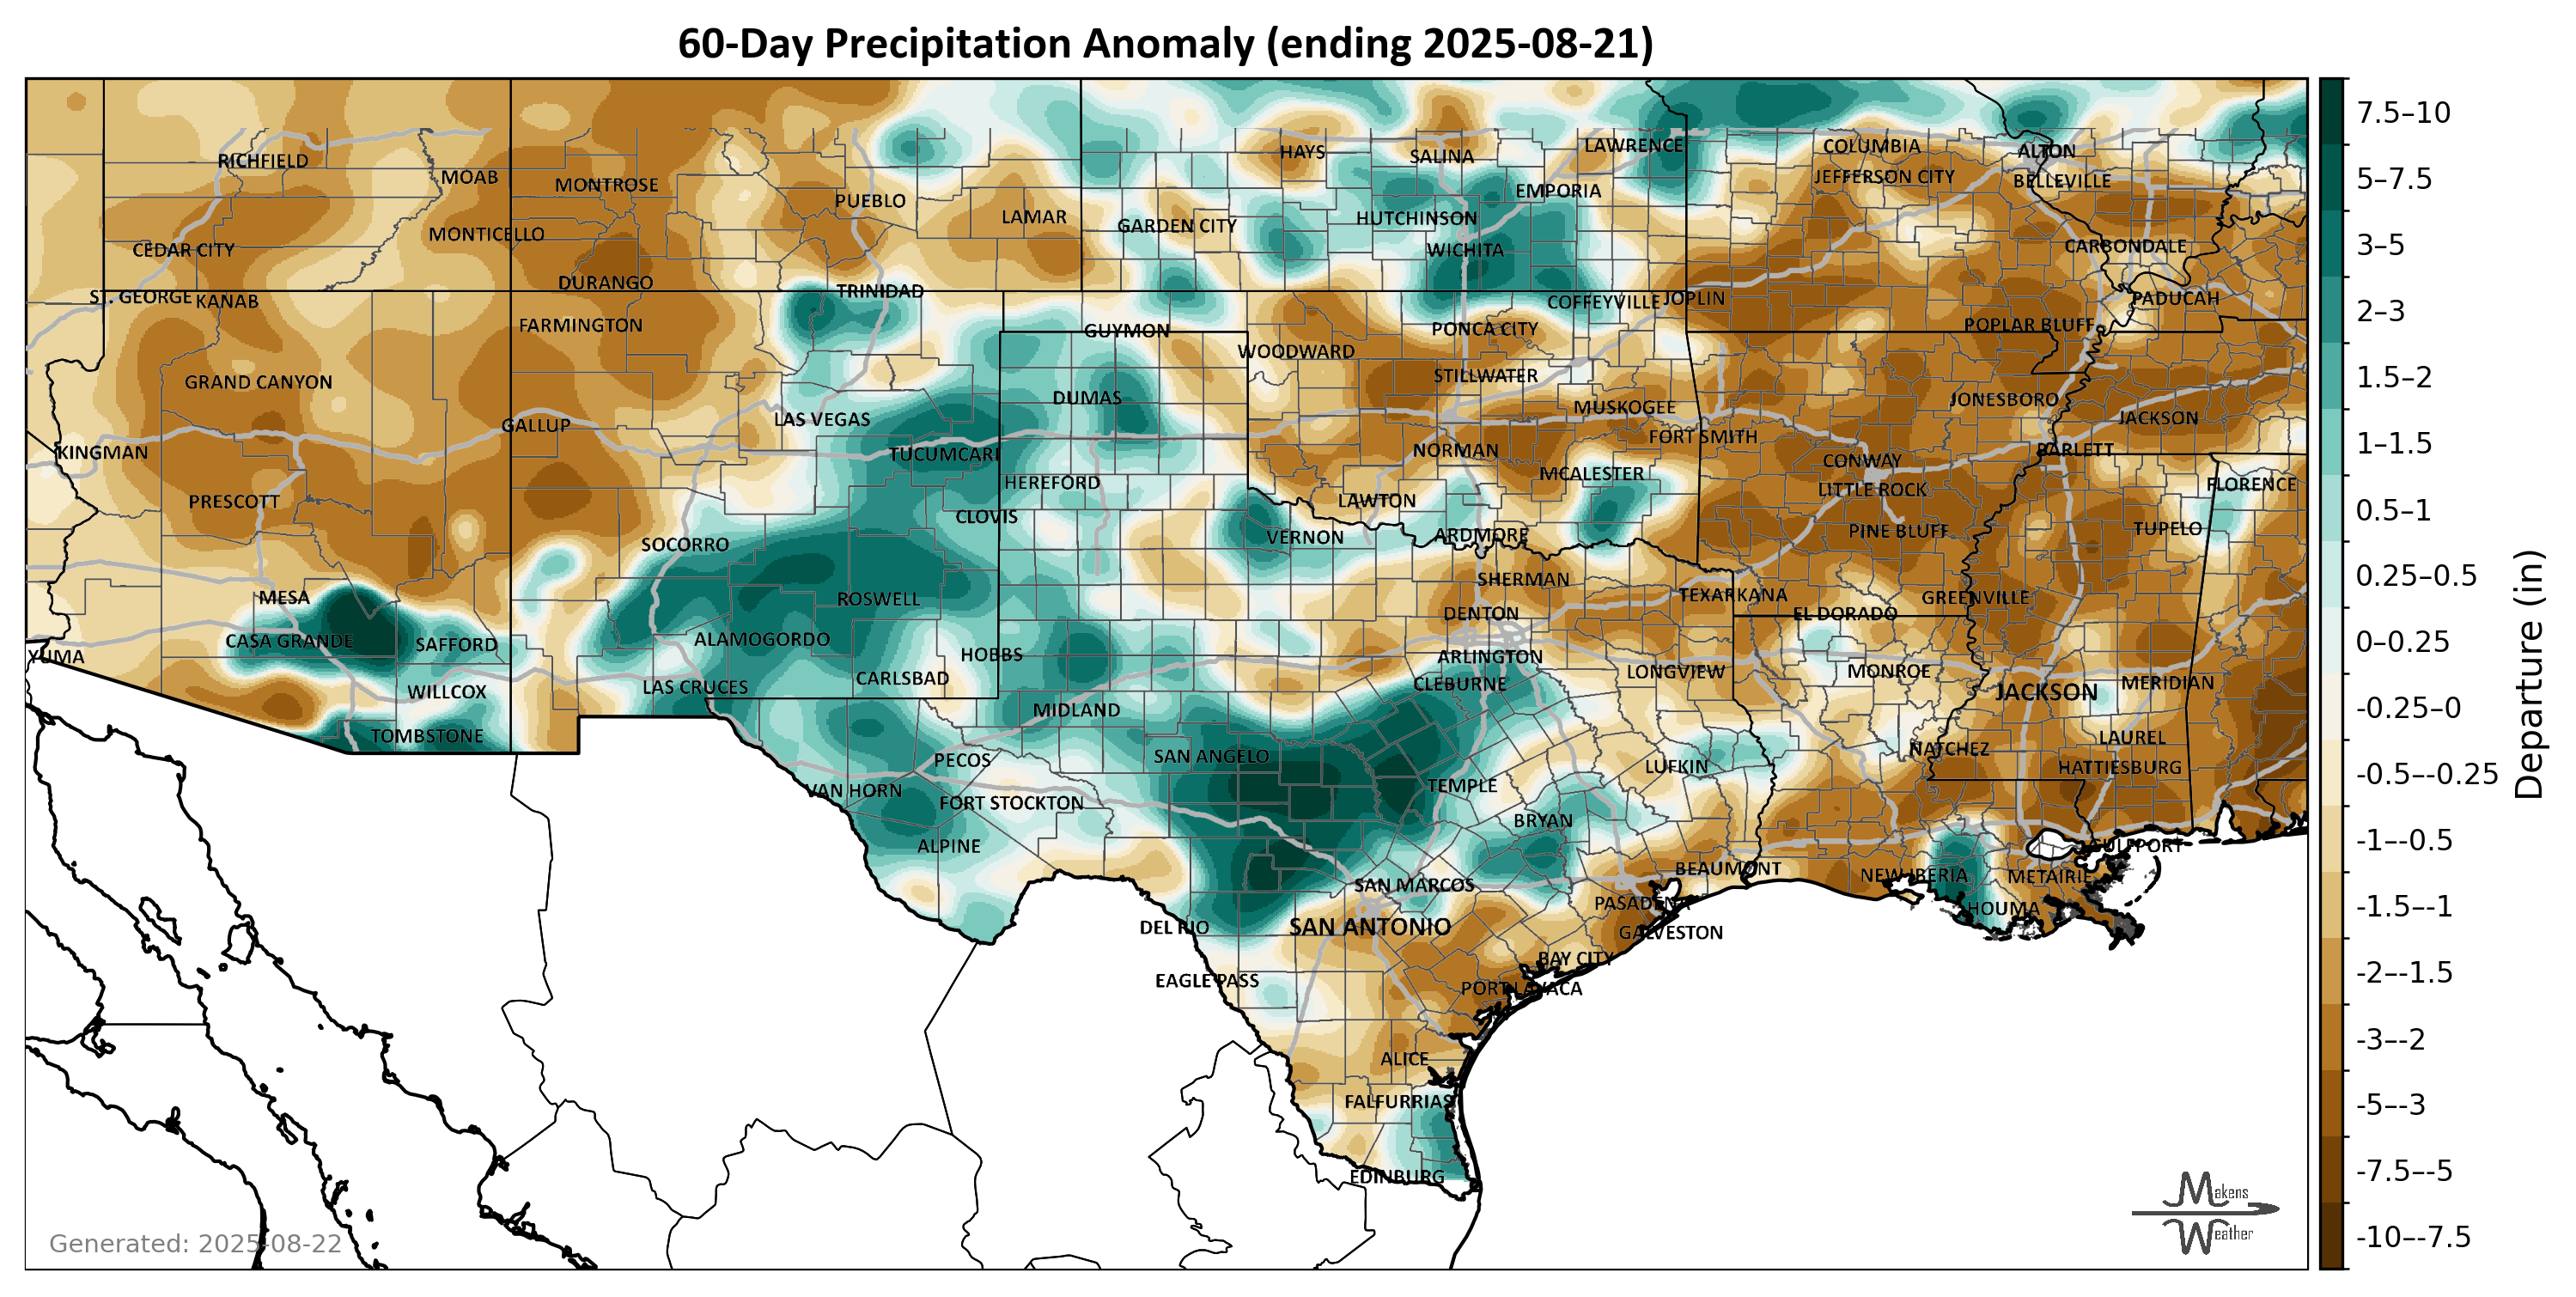 60-Day Precipitation Anomaly (ending 2025-08-21)
RICHFIELD
MOAB
MONTROSE
PUEBLO
LAMAR
HAYS
SALINA
LAWRENCE
COLUMBIA
ALTON
JEFFERSON CITY
BELLEVILLE
EMPORIA
GARDEN CITY
HUTCHINSON
MONTICELLO
CEDAR CITY
WICHITA
CARBONDALE
DURANGO
TRINIDAD
ST. GEORGE
KANAB
COFFEYVILLE
JOPLIN
PADUCAH
FARMINGTON
GUYMON
PONCA CITY
POPLAR BLUFF
WOODWARD
GRAND CANYON
STILLWATER
DUMAS
JONESBORO
MUSKOGEE
LAS VEGAS
GALLUP
JACKSON
FORT SMITH
KINGMAN
TUCUMCARI
NORMAN
BARLETT
CONWAY
MCALESTER
HEREFORD
LITTLE ROCK
FLORENCE
PRESCOTT
LAWTON
CLOVIS
PINE BLUFF
TUPELO
SOCORRO
VERNON
ARDMORE
SHERMAN
MESA
ROSWELL
TEXARKANA
GREENVILLE
DENTON
EL DORADO
CASA GRANDE
SAFFORD
ALAMOGORDO
YUMA
HOBBS
ARLINGTON
LONGVIEW
MONROE
CARLSBAD
CLEBURNE
MERIDIAN
WILLCOX
LAS CRUCES
JACKSON
MIDLAND
TOMBSTONE
LAUREL
NATCHEZ
SAN ANGELO
PECOS
LUFKIN
HATTIESBURG
TEMPLE
VAN HORN
FORT STOCKTON
BRYAN
ALPINE
GULFPORT
BEAUMONT
NEW IBERIA
METAIRIE
SAN MARCOS
PASADENA
HOUMA
DEL RIO
SAN ANTONIO
GALVESTON
BAY CITY
EAGLE PASS
PORT LAVACA
ALICE
FALFURRIAS
EDINBURG
7.5–10
5–7.5
3–5
2–3
1.5–2
1–1.5
0.5–1
0.25–0.5
0–0.25
-0.25–0
-0.5–-0.25
-1–-0.5
-1.5–-1
-2–-1.5
-3–-2
-5–-3
-7.5–-5
-10–-7.5
Departure (in)
Generated: 2025-08-22
Makens
Weather